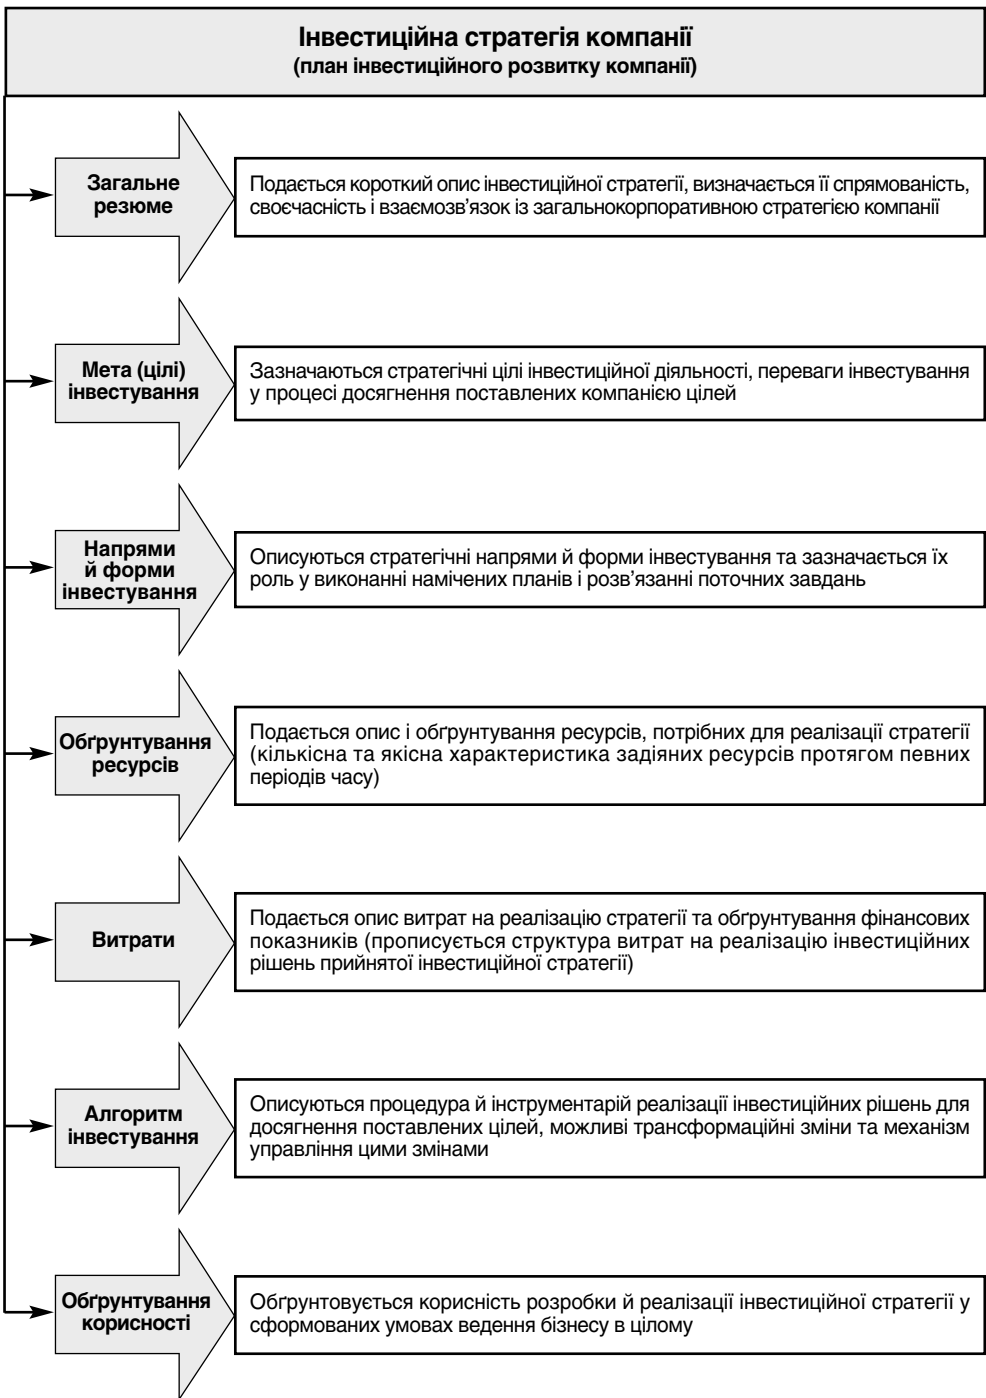 Інвестиційна стратегія компанії
(план інвестиційного розвитку компанії)
Загальне
резюме
Подається короткий опис інвестиційної стратегії, визначається її спрямованість,
своєчасність і взаємозв’язок із загальнокорпоративною стратегією компанії
Мета (цілі)
інвестування
Зазначаються стратегічні цілі інвестиційної діяльності, переваги інвестування
у процесі досягнення поставлених компанією цілей
Напрями
й форми
інвестування
Описуються стратегічні напрями й форми інвестування та зазначається їх
роль у виконанні намічених планів і розв’язанні поточних завдань
Обґрунтування
ресурсів
Подається опис і обґрунтування ресурсів, потрібних для реалізації стратегії
(кількісна та якісна характеристика задіяних ресурсів протягом певних
періодів часу)
Витрати
Подається опис витрат на реалізацію стратегії та обґрунтування фінансових
показників (прописується структура витрат на реалізацію інвестиційних
рішень прийнятої інвестиційної стратегії)
Алгоритм
інвестування
Описуються процедура й інструментарій реалізації інвестиційних рішень для
досягнення поставлених цілей, можливі трансформаційні зміни та механізм
управління цими змінами
Обґрунтування
корисності
Обґрунтовується корисність розробки й реалізації інвестиційної стратегії у
сформованих умовах ведення бізнесу в цілому